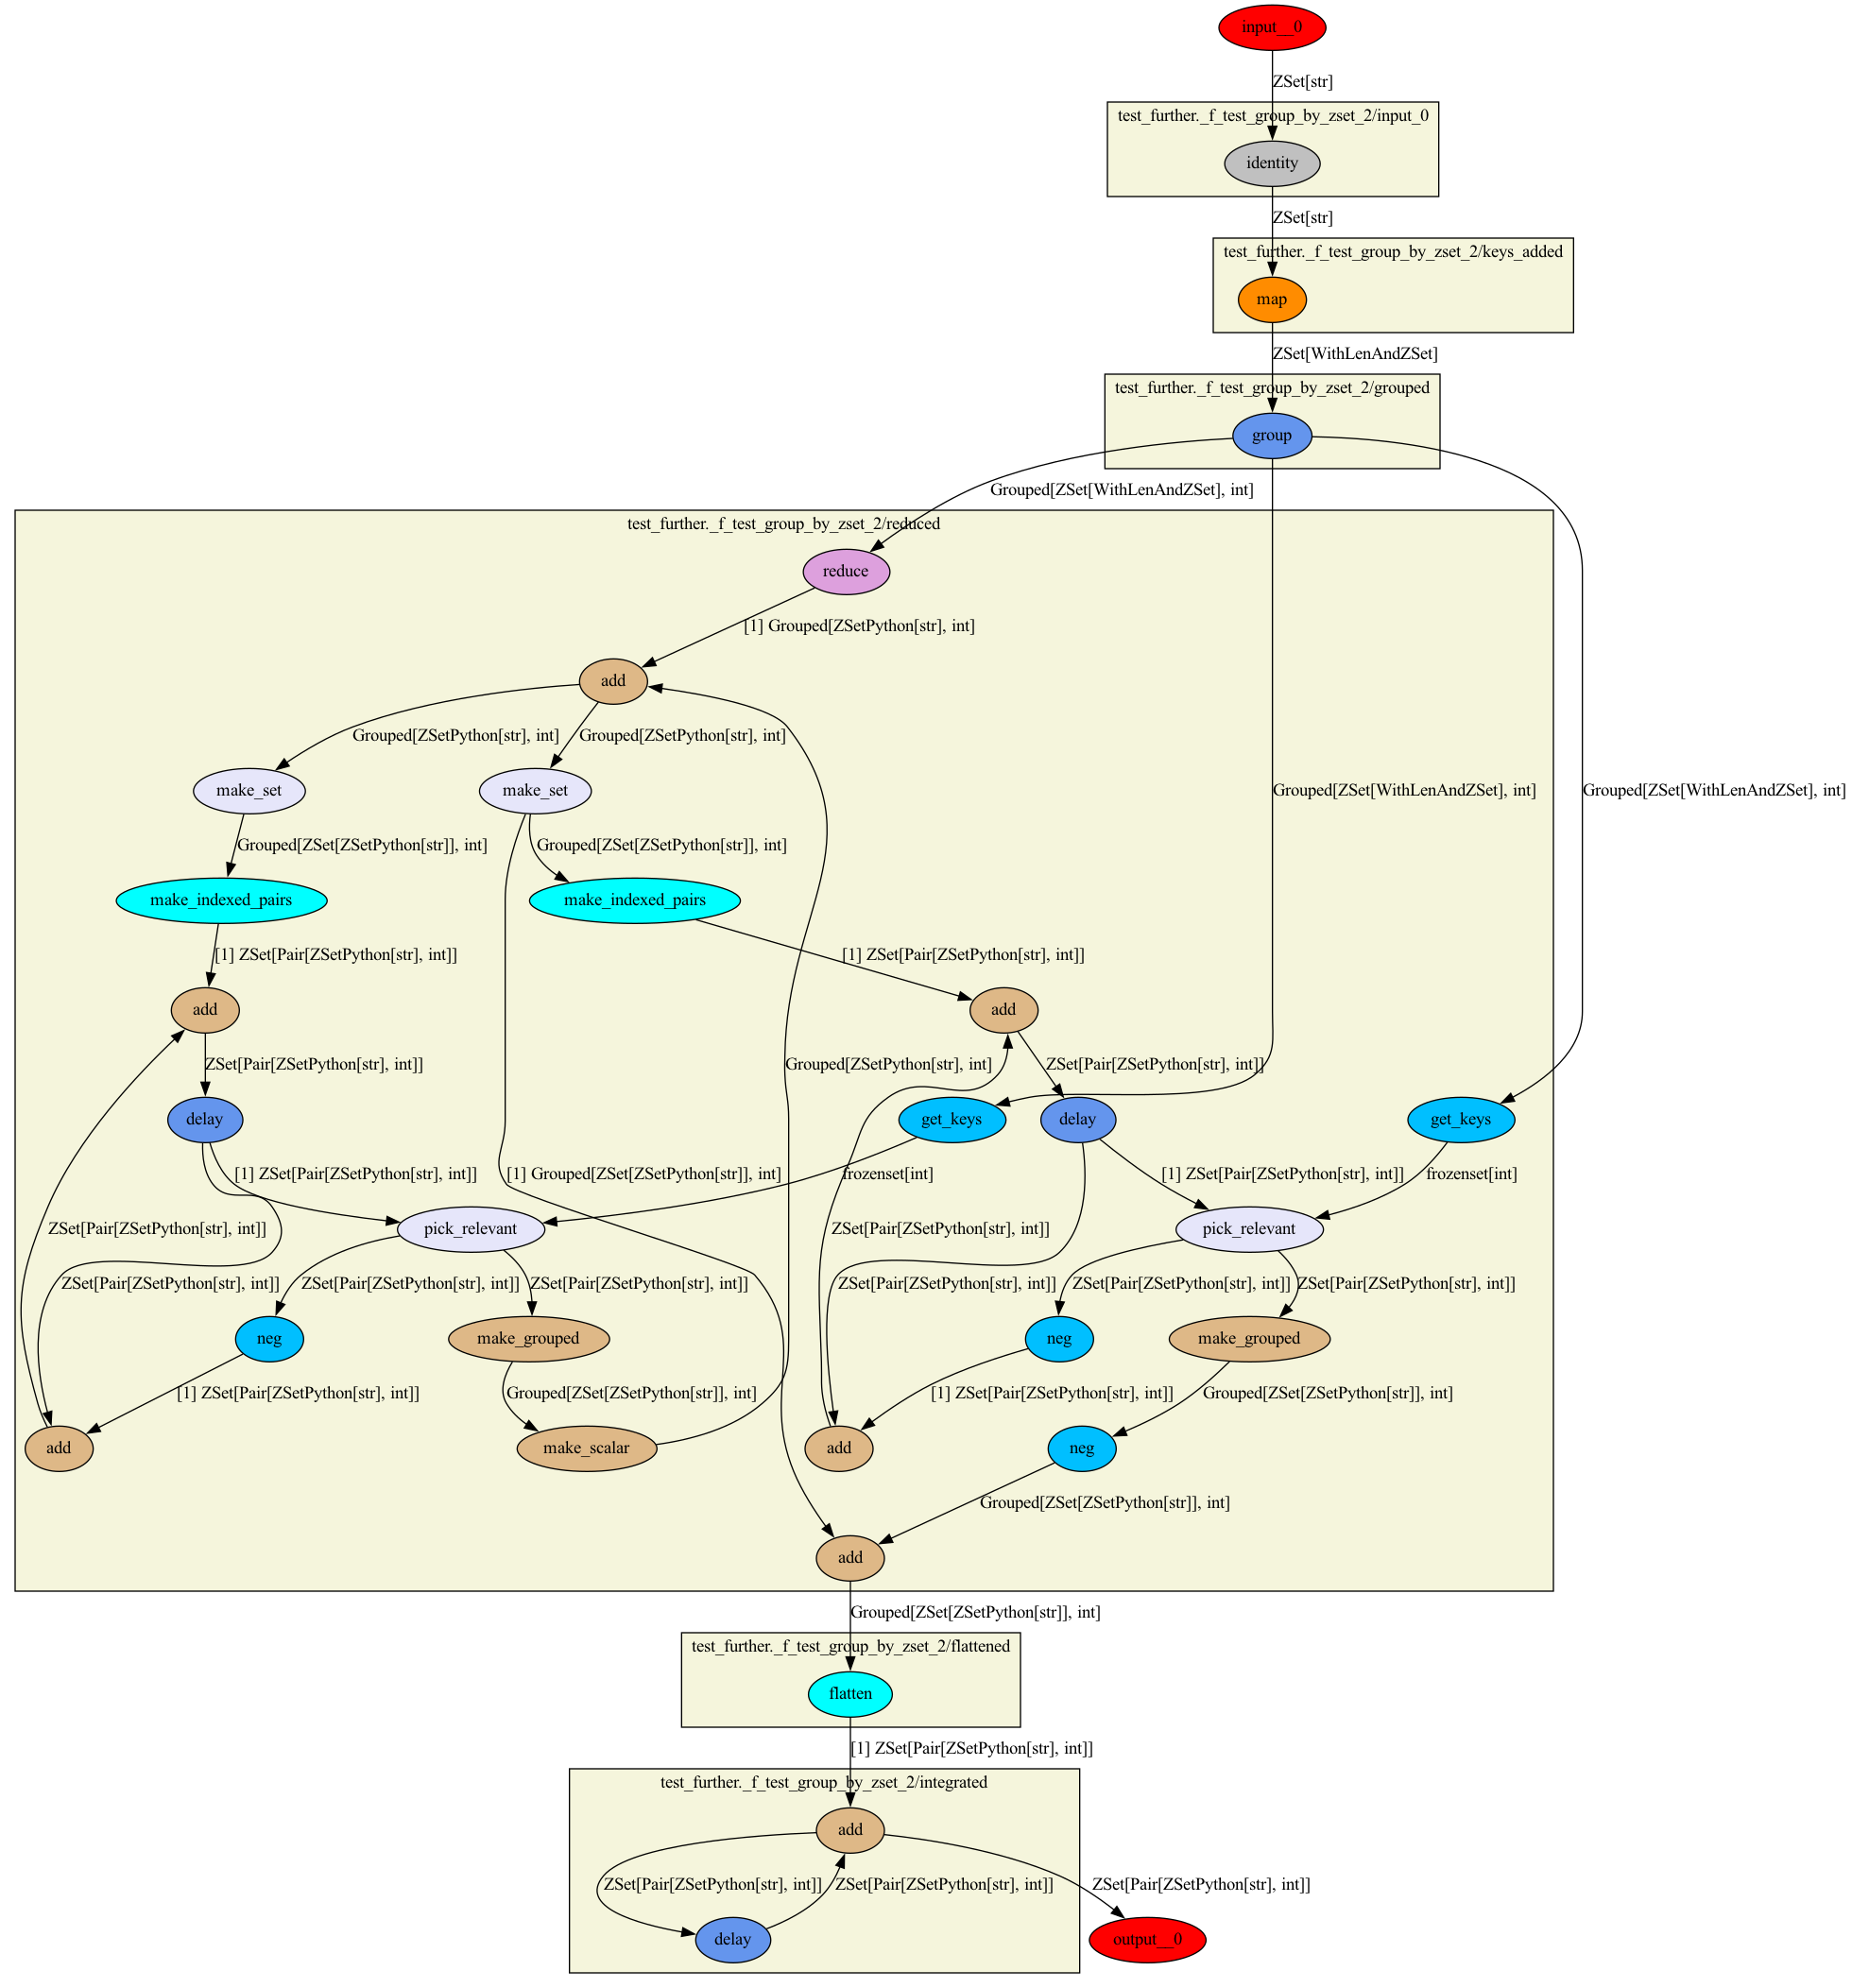 input__0
ZSet[str]
test_further._f_test_group_by_zset_2/input_0
identity
ZSet[str]
test_further._f_test_group_by_zset_2/keys_added
map
ZSet[WithLenAndZSet]
test_further._f_test_group_by_zset_2/grouped
group
Grouped[ZSet[WithLenAndZSet], int]
test_further._f_test_group_by_zset_2/reduced
reduce
[1] Grouped[ZSetPython[str], int]
add
Grouped[ZSetPython[str], int]
Grouped[ZSetPython[str], int]
make_set
make_set
Grouped[ZSet[WithLenAndZSet], int]
Grouped[ZSet[WithLenAndZSet], int]
Grouped[ZSet[ZSetPython[str]], int]
Grouped[ZSet[ZSetPython[str]], int]
make_indexed_pairs
make_indexed_pairs
[1] ZSet[Pair[ZSetPython[str], int]]
[1] ZSet[Pair[ZSetPython[str], int]]
add
add
ZSet[Pair[ZSetPython[str], int]]
Grouped[ZSetPython[str], int]
ZSet[Pair[ZSetPython[str], int]]
delay
get_keys
delay
get_keys
[1] ZSet[Pair[ZSetPython[str], int]]
[1] Grouped[ZSet[ZSetPython[str]], int]
frozenset[int]
[1] ZSet[Pair[ZSetPython[str], int]]
frozenset[int]
ZSet[Pair[ZSetPython[str], int]]
pick_relevant
ZSet[Pair[ZSetPython[str], int]]
pick_relevant
ZSet[Pair[ZSetPython[str], int]]
ZSet[Pair[ZSetPython[str], int]]
ZSet[Pair[ZSetPython[str], int]]
ZSet[Pair[ZSetPython[str], int]]
ZSet[Pair[ZSetPython[str], int]]
ZSet[Pair[ZSetPython[str], int]]
neg
make_grouped
neg
make_grouped
[1] ZSet[Pair[ZSetPython[str], int]]
Grouped[ZSet[ZSetPython[str]], int]
[1] ZSet[Pair[ZSetPython[str], int]]
Grouped[ZSet[ZSetPython[str]], int]
add
make_scalar
add
neg
Grouped[ZSet[ZSetPython[str]], int]
add
Grouped[ZSet[ZSetPython[str]], int]
test_further._f_test_group_by_zset_2/flattened
flatten
[1] ZSet[Pair[ZSetPython[str], int]]
test_further._f_test_group_by_zset_2/integrated
add
ZSet[Pair[ZSetPython[str], int]]
ZSet[Pair[ZSetPython[str], int]]
ZSet[Pair[ZSetPython[str], int]]
delay
output__0